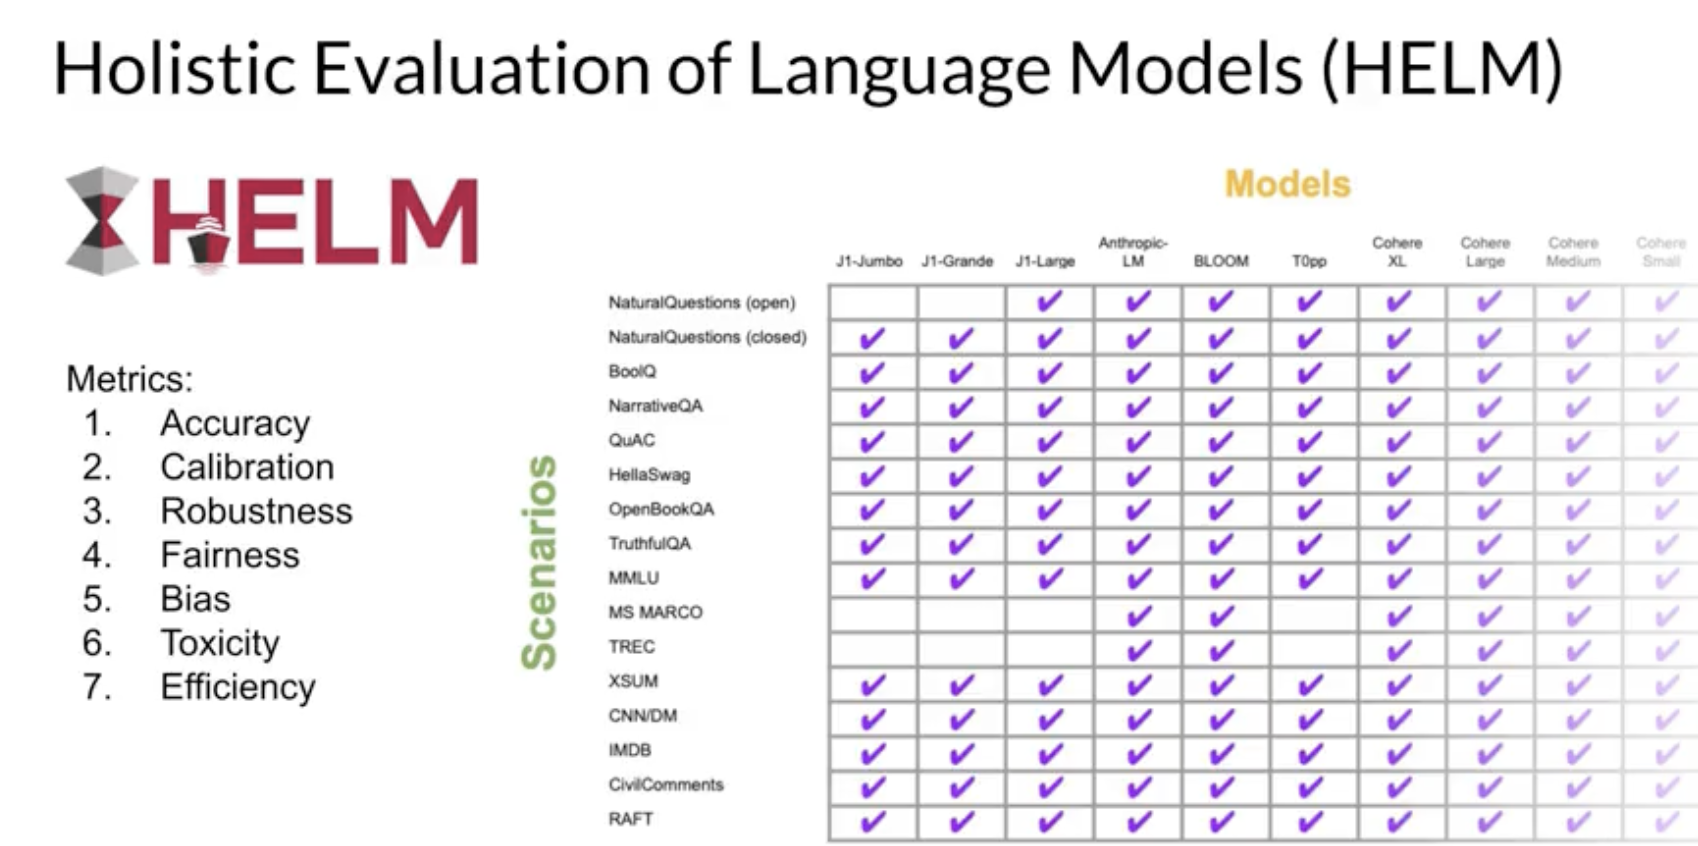 Holistic Evaluation of Language Models (HELM)
HELM
Metrics:
1. Accuracy
2. Calibration
3. Robustness
4. Fairness
5. Bias
6. Toxicity
7. Efficiency
Scenarios
Models
J1-Jumbo J1-Grande J1-Large Anthropic-LM BLOOM T0pp Cohere XL Cohere Large Cohere Medium Cohere Small
NaturalQuestions (open)
NaturalQuestions (closed)
BoolQ
NarrativeQA
QuAC
HellaSwag
OpenBookQA
TruthfulQA
MMLU
MS MARCO
TREC
XSUM
CNN/DM
IMDB
CivilComments
RAFT